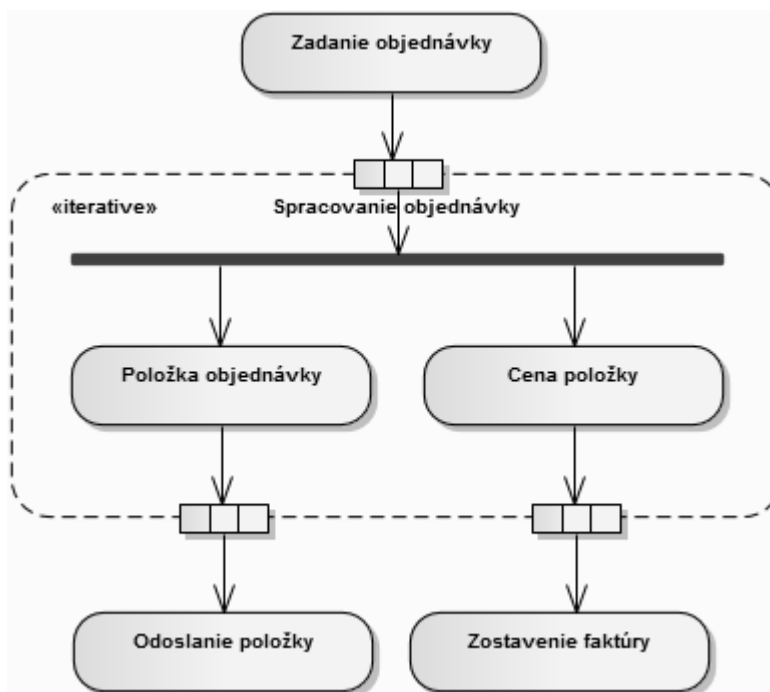 Zadanie objednávky
«iterative»
Spracovanie objednávky
Položka objednávky
Cena položky
Odoslanie položky
Zostavenie faktúry